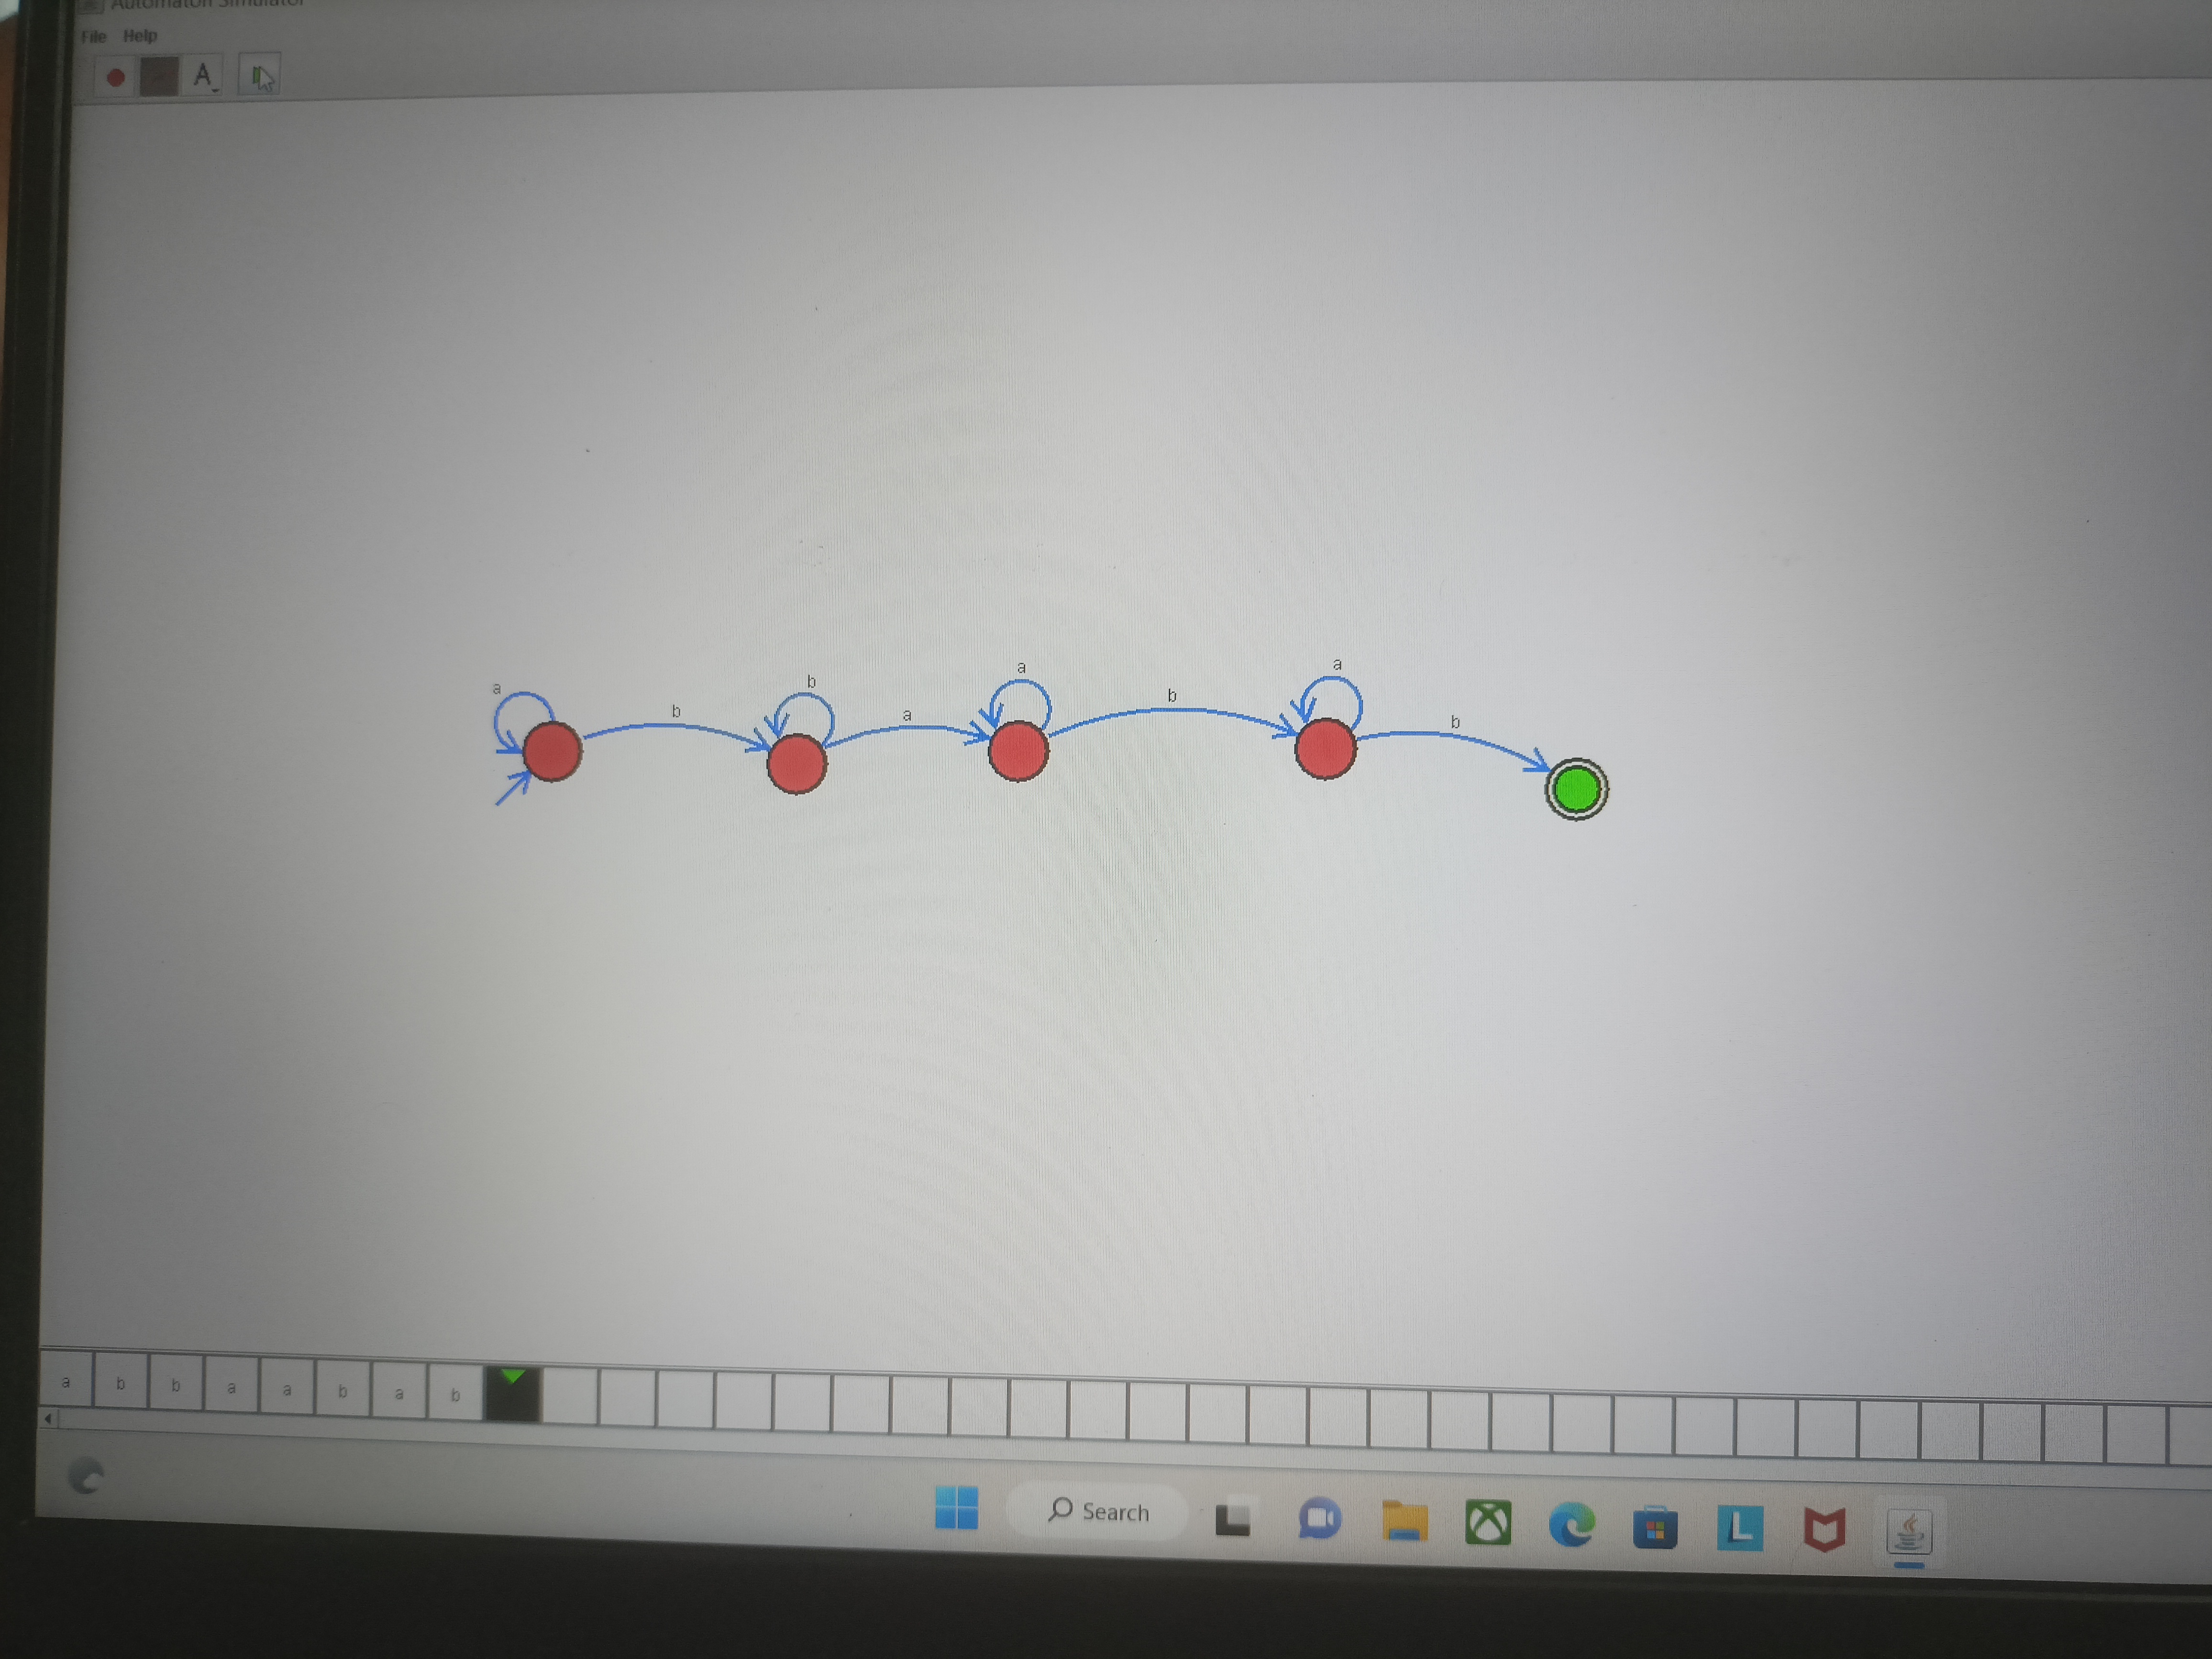 Automaton Simulator
File Help
A
a b b a a b a b
a b b a a b a b
Search
L